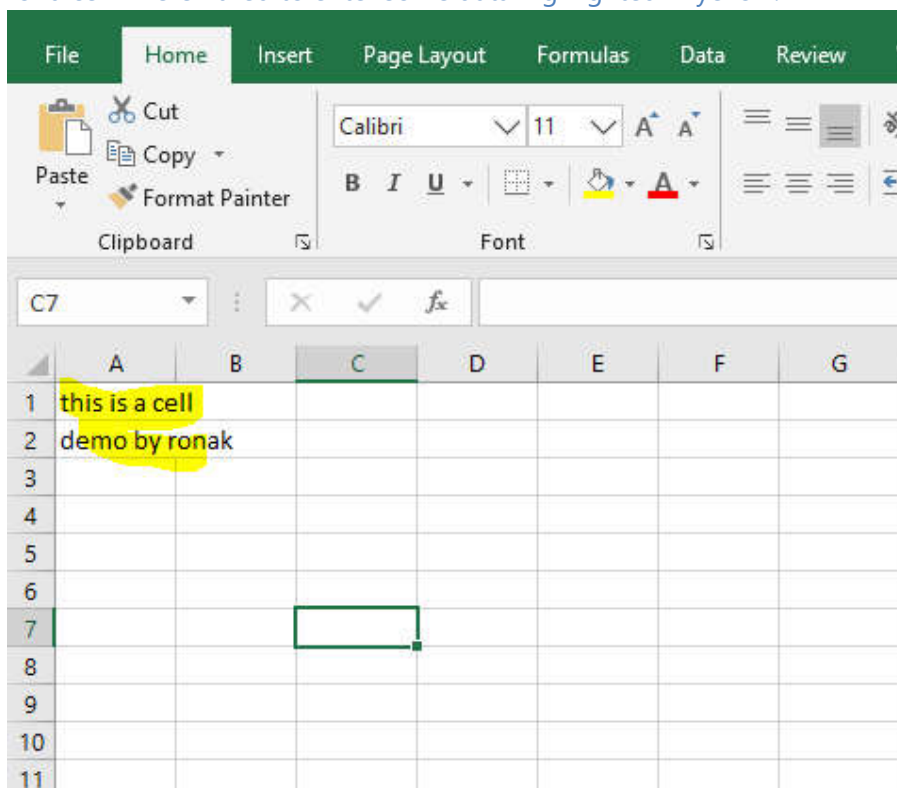 File Home Insert Page Layout Formulas Data Review
Cut
Copy
Paste
Format Painter
Clipboard
Calibri 11 A A
B I U A
Font
C7 fx
A B C D E F G
1 this is a cell
2 demo by ronak
3
4
5
6
7
8
9
10
11